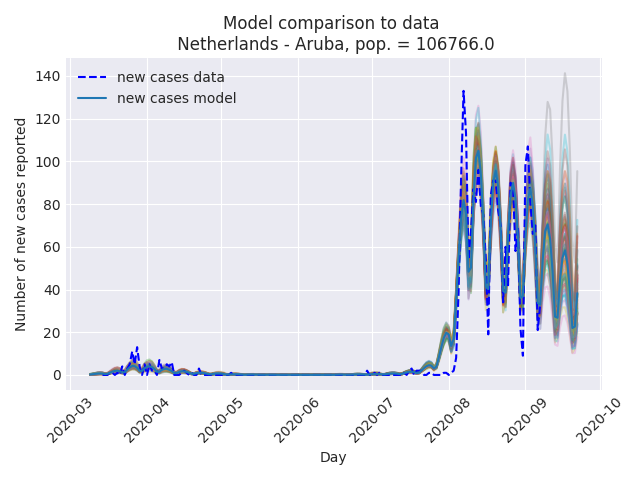 Model comparison to data
Netherlands - Aruba, pop. = 106766.0
new cases data
new cases model
Number of new cases reported
140
120
100
80
60
40
20
0
2020-03
2020-04
2020-05
2020-06
2020-07
2020-08
2020-09
2020-10
Day